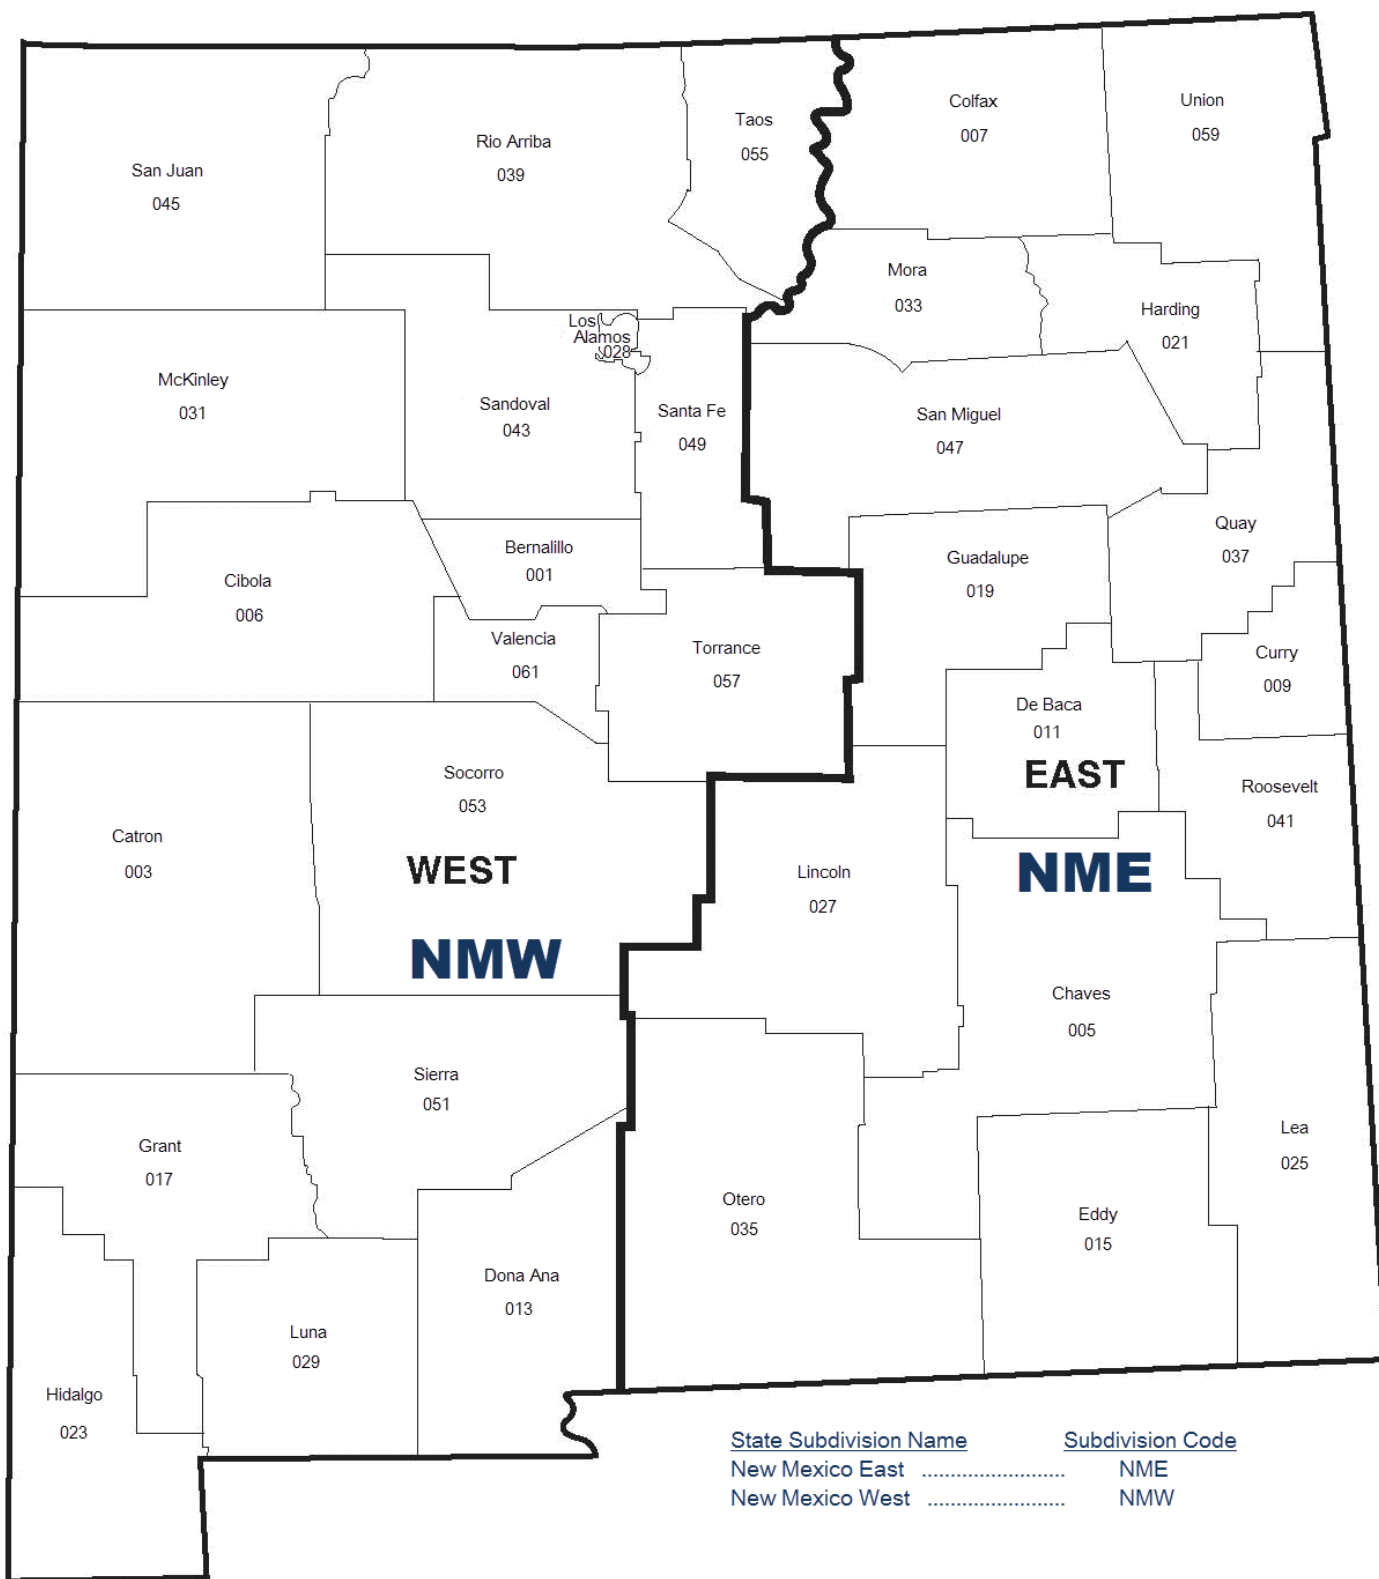 Colfax
007
Union
059
Taos
055
Rio Arriba
039
San Juan
045
Mora
033
Harding
021
Los
Alamos
028
McKinley
031
Sandoval
043
Santa Fe
049
San Miguel
047
Quay
037
Bernalillo
001
Guadalupe
019
Cibola
006
Valencia
061
Torrance
057
Curry
009
De Baca
011
EAST
Socorro
053
Roosevelt
041
Catron
003
WEST
Lincoln
027
NME
NMW
Chaves
005
Sierra
051
Grant
017
Lea
025
Otero
035
Eddy
015
Dona Ana
013
Luna
029
Hidalgo
023
State Subdivision Name Subdivision Code
New Mexico East ......................... NME
New Mexico West ........................ NMW